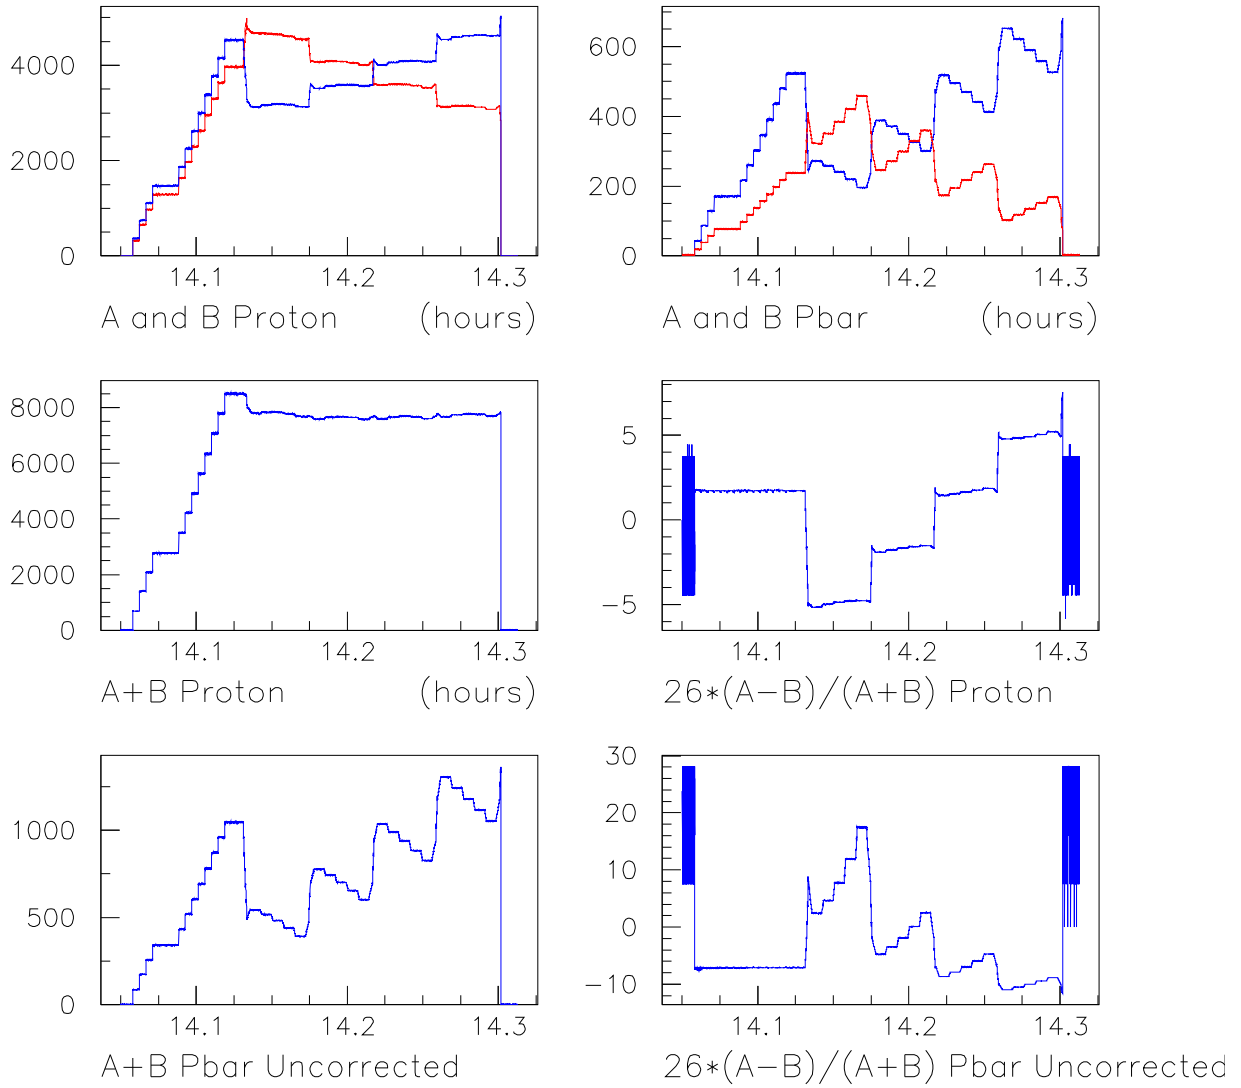 4000
2000
0
14.1 14.2 14.3
A and B Proton (hours)
600
400
200
0
14.1 14.2 14.3
A and B Pbar (hours)
8000
6000
4000
2000
0
14.1 14.2 14.3
A+B Proton (hours)
5
0
−5
14.1 14.2 14.3
26*(A−B)/(A+B) Proton
1000
500
0
14.1 14.2 14.3
A+B Pbar Uncorrected
30
20
10
0
−10
14.1 14.2 14.3
26*(A−B)/(A+B) Pbar Uncorrected